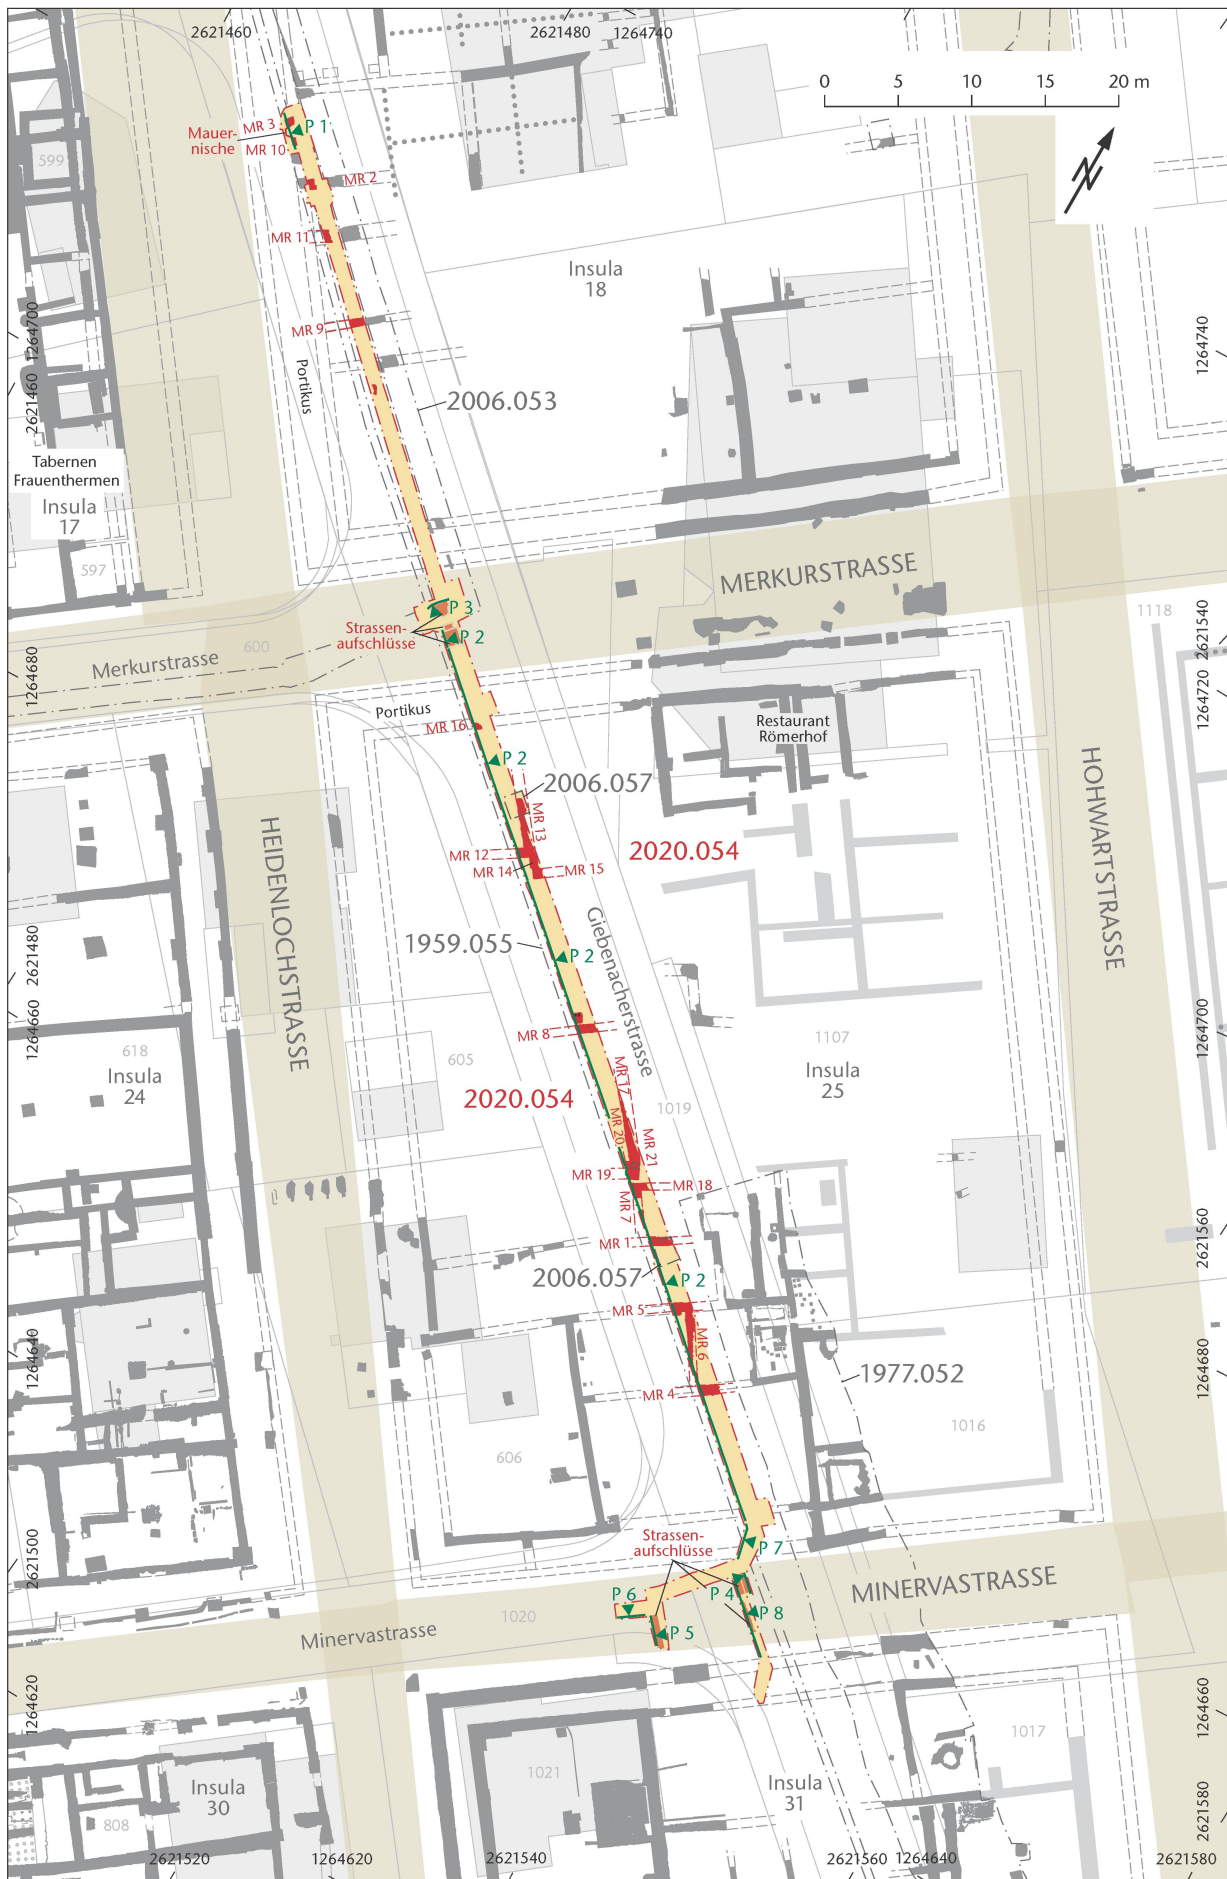 2621460
2621480
1264740
0
5
10
15
20 m
MR 3
P 1
Mauer-
nische
MR 10
599
MR 2
MR 11
Insula
18
MR 9
1264700
2621460
1264740
Portikus
2006.053
Tabernen
Frauenthermen
Insula
17
597
MERKURSTRASSE
P 3
Strassen-
aufschlüsse
P 2
600
1118
2621540
Merkurstrasse
1264680
1264720
Portikus
MR 16
Restaurant
Römerhof
P 2
2006.057
HOHWARTSTRASSE
HEIDENLOCHSTRASSE
MR 13
MR 12
2020.054
MR 14
MR 15
Giebenacherstrasse
1959.055
P 2
2621480
1264660
1264700
MR 8
1107
618
Insula
24
605
Insula
25
MR 17
2020.054
1019
MR 20
MR 21
MR 19
MR 18
MR 7
MR 1
2621560
2006.057
P 2
MR 5
MR 6
1264640
1264680
1977.052
MR 4
1016
606
Strassen-
aufschlüsse
P 7
2621500
MINERVASTRASSE
P 6
P 4
P 8
1020
Minervastrasse
P 5
1264620
1264660
1017
1021
Insula
30
Insula
31
808
2621580
2621520
1264620
2621540
2621560
1264640
2621580